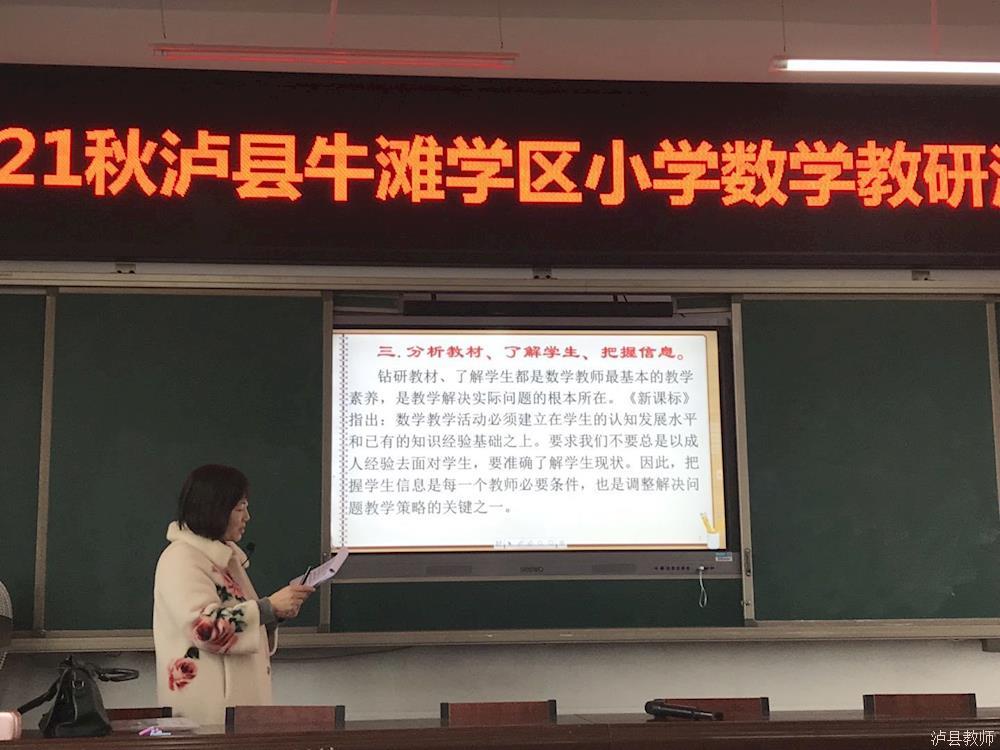 21秋泸县牛滩学区小学数学教研
三. 分析教材、了解学生、把握信息。
钻研教材、了解学生都是数学教师最基本的教学
素养，是教学解决实际问题的根本所在。《新课标》
指出：数学教学活动必须建立在学生的认知发展水平
和已有的知识经验基础之上。要求我们不要总是以成
人经验去面对学生，要准确了解学生现状。因此，把
握学生信息是每一个教师必要条件，也是调整解决问
题教学策略的关键之一。
seewo
泸县教师